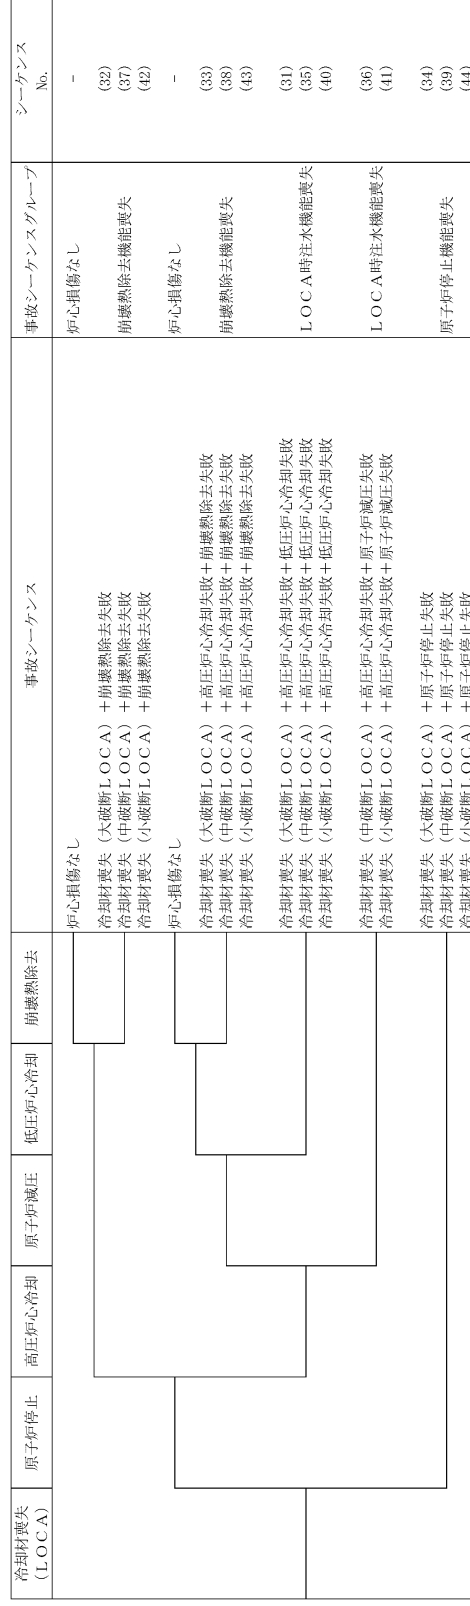 冷却材喪失
(LOCA)
原子炉停止
高圧炉心冷却
原子炉減圧
低圧炉心冷却
崩壊熱除去
事故シーケンス
事故シーケンスグループ
シーケンス
No.
炉心損傷なし
炉心損傷なし
-
冷却材喪失(大破断LOCA)+崩壊熱除去失敗
(32)
冷却材喪失(中破断LOCA)+崩壊熱除去失敗
崩壊熱除去機能喪失
(37)
冷却材喪失(小破断LOCA)+崩壊熱除去失敗
(42)
炉心損傷なし
炉心損傷なし
-
冷却材喪失(大破断LOCA)+高圧炉心冷却失敗+崩壊熱除去失敗
(33)
冷却材喪失(中破断LOCA)+高圧炉心冷却失敗+崩壊熱除去失敗
崩壊熱除去機能喪失
(38)
冷却材喪失(小破断LOCA)+高圧炉心冷却失敗+崩壊熱除去失敗
(43)
冷却材喪失(大破断LOCA)+高圧炉心冷却失敗+低圧炉心冷却失敗
(31)
冷却材喪失(中破断LOCA)+高圧炉心冷却失敗+低圧炉心冷却失敗
LOCA時注水機能喪失
(35)
冷却材喪失(小破断LOCA)+高圧炉心冷却失敗+低圧炉心冷却失敗
(40)
冷却材喪失(中破断LOCA)+高圧炉心冷却失敗+原子炉減圧失敗
LOCA時注水機能喪失
(36)
冷却材喪失(小破断LOCA)+高圧炉心冷却失敗+原子炉減圧失敗
(41)
冷却材喪失(大破断LOCA)+原子炉停止失敗
(34)
冷却材喪失(中破断LOCA)+原子炉停止失敗
原子炉停止機能喪失
(39)
冷却材喪失(小破断LOCA)+原子炉停止失敗
(44)